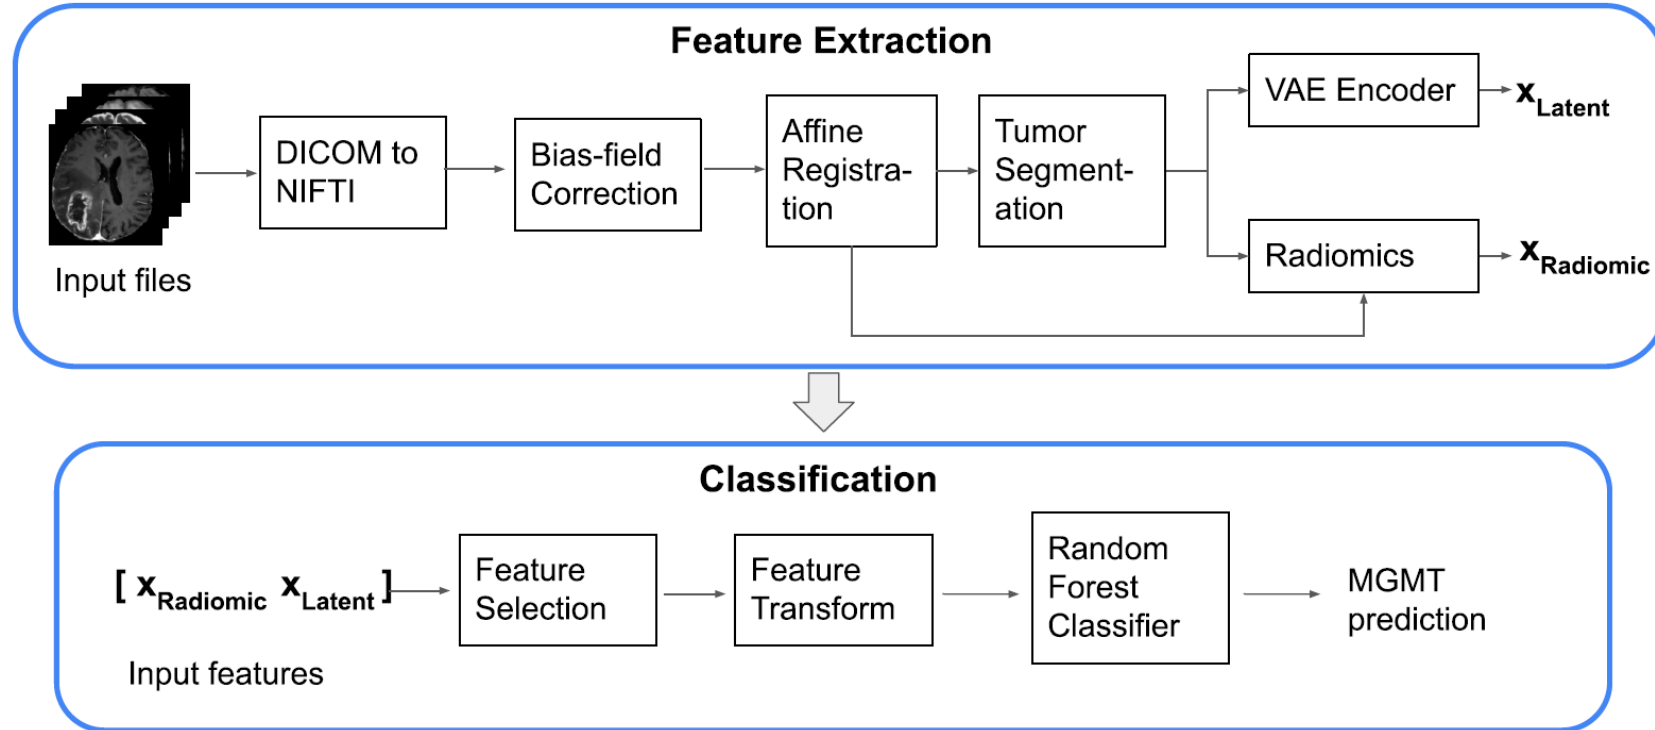 Feature Extraction
Input files
DICOM to
NIFTI
Bias-field
Correction
Affine
Registra-
tion
Tumor
Segment-
ation
VAE Encoder
xLatent
Radiomics
xRadiomic
Classification
[ xRadiomic xLatent ]
Input features
Feature
Selection
Feature
Transform
Random
Forest
Classifier
MGMT
prediction